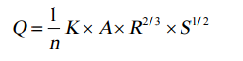 Q = 1/n K × A × R^{2/3} × S^{1/2}